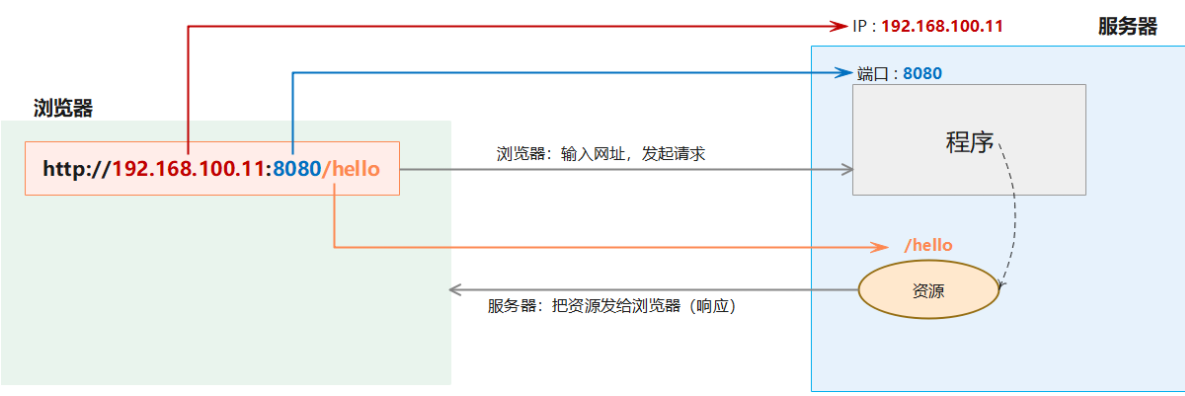 IP : 192.168.100.11
服务器
端口 : 8080
浏览器
程序
http://192.168.100.11:8080/hello
浏览器：输入网址，发起请求
/hello
资源
服务器：把资源发给浏览器（响应）